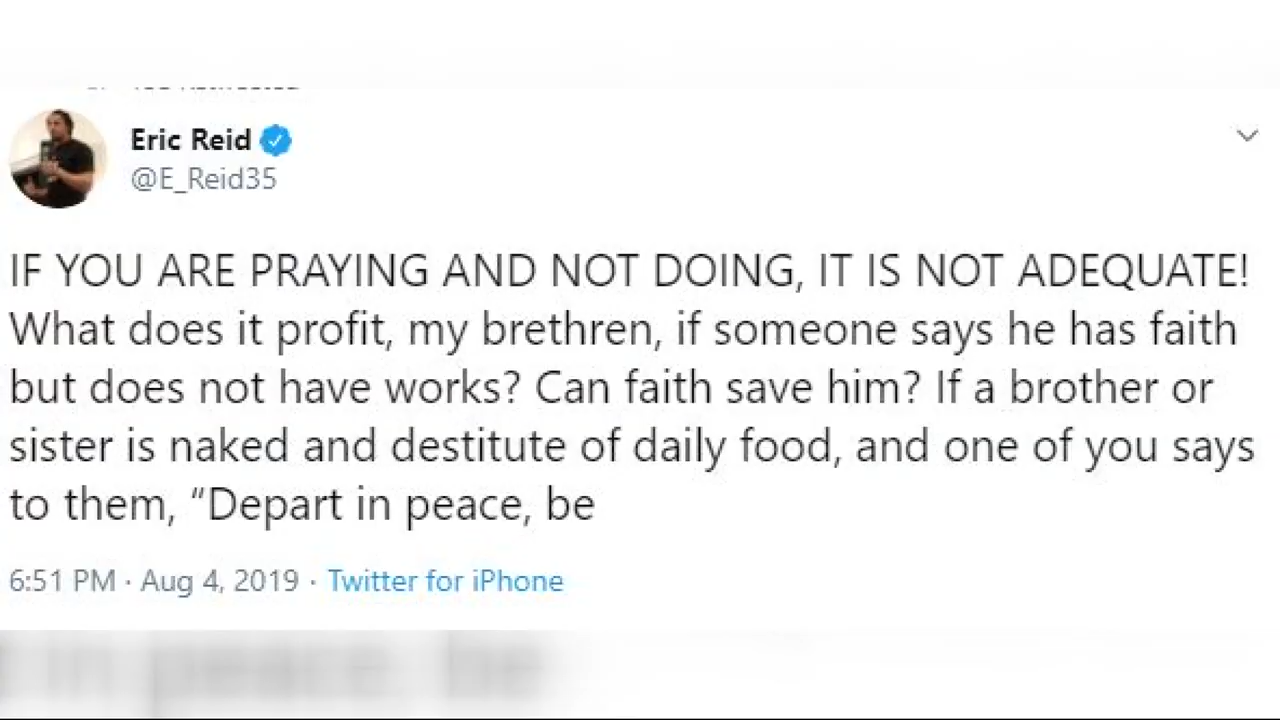 Eric Reid
@E_Reid35
IF YOU ARE PRAYING AND NOT DOING, IT IS NOT ADEQUATE!
What does it profit, my brethren, if someone says he has faith
but does not have works? Can faith save him? If a brother or
sister is naked and destitute of daily food, and one of you says
to them, “Depart in peace, be
6:51 PM · Aug 4, 2019 · Twitter for iPhone
in peace, be